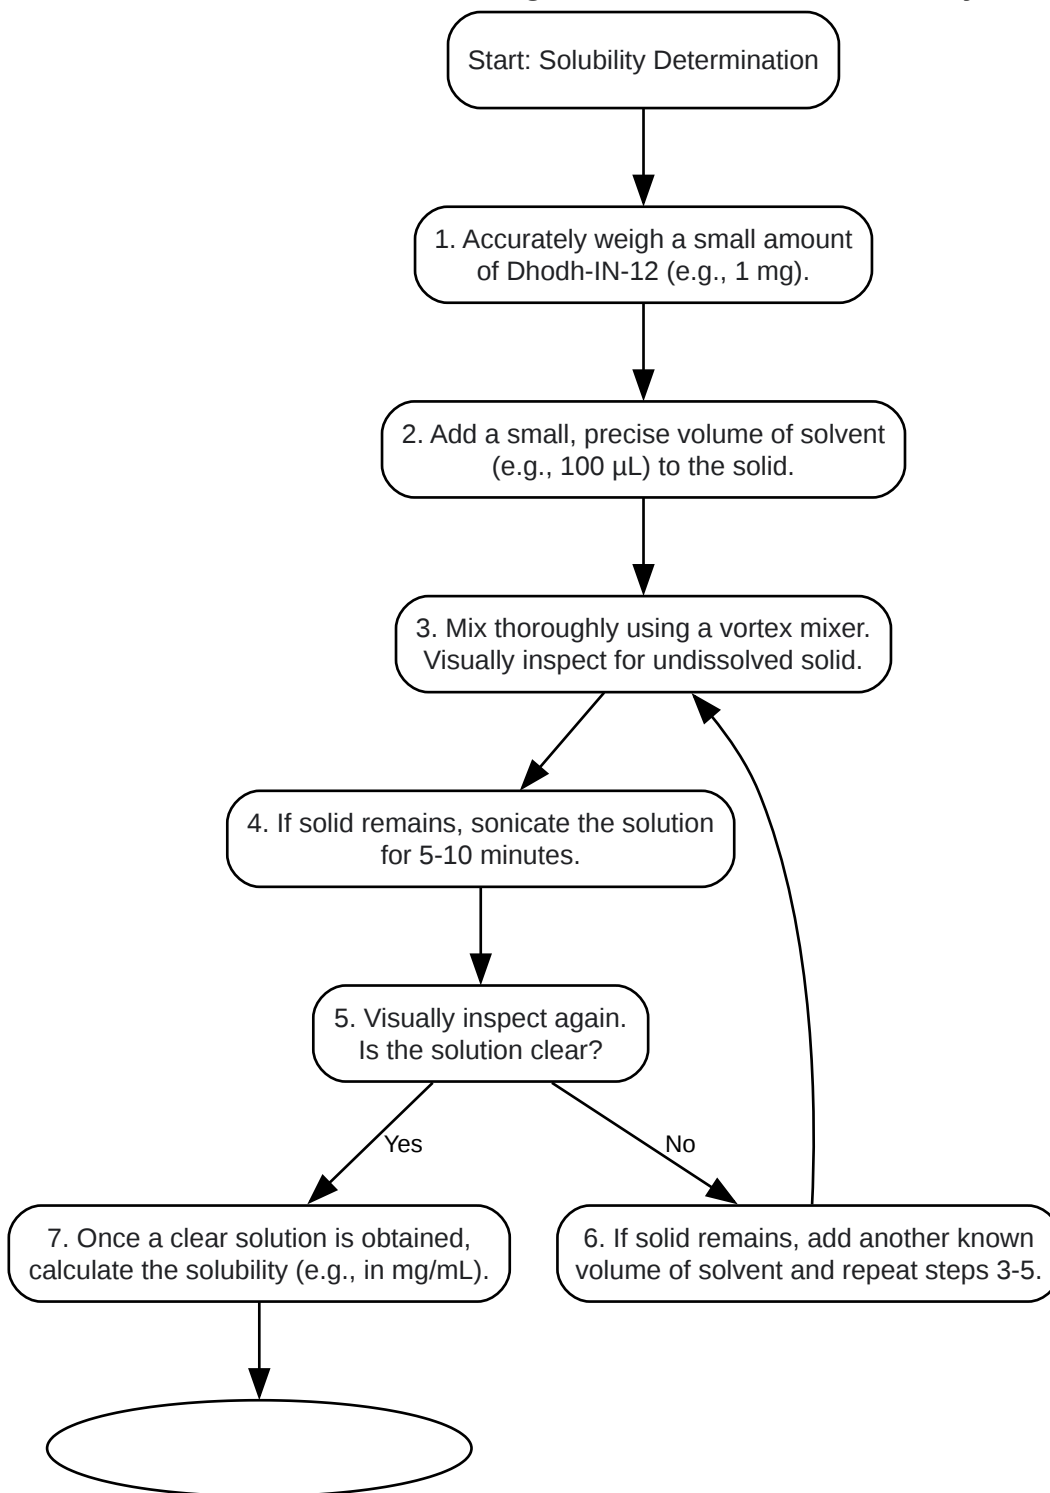 Start: Solubility Determination
1. Accurately weigh a small amount
of Dhodh-IN-12 (e.g., 1 mg).
2. Add a small, precise volume of solvent
(e.g., 100 µL) to the solid.
3. Mix thoroughly using a vortex mixer.
Visually inspect for undissolved solid.
4. If solid remains, sonicate the solution
for 5-10 minutes.
5. Visually inspect again.
Is the solution clear?
Yes
No
7. Once a clear solution is obtained,
calculate the solubility (e.g., in mg/mL).
6. If solid remains, add another known
volume of solvent and repeat steps 3-5.